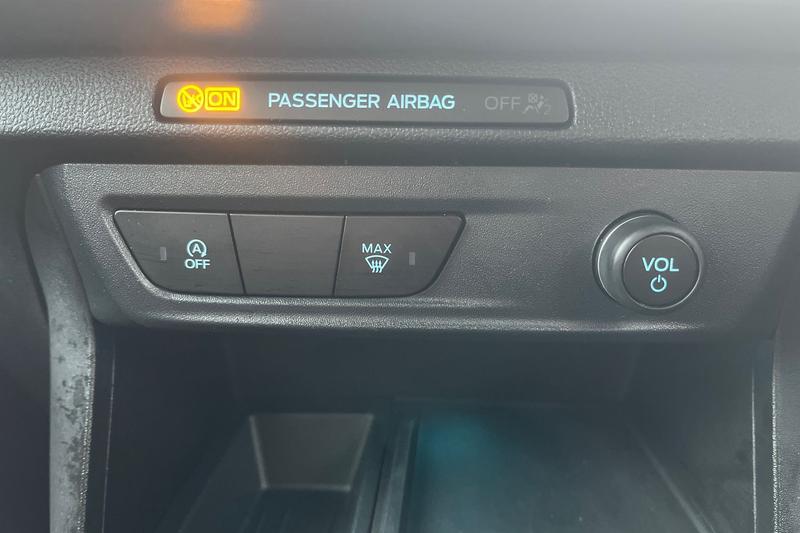 ON PASSENGER AIRBAG OFF
A
OFF
MAX
VOL